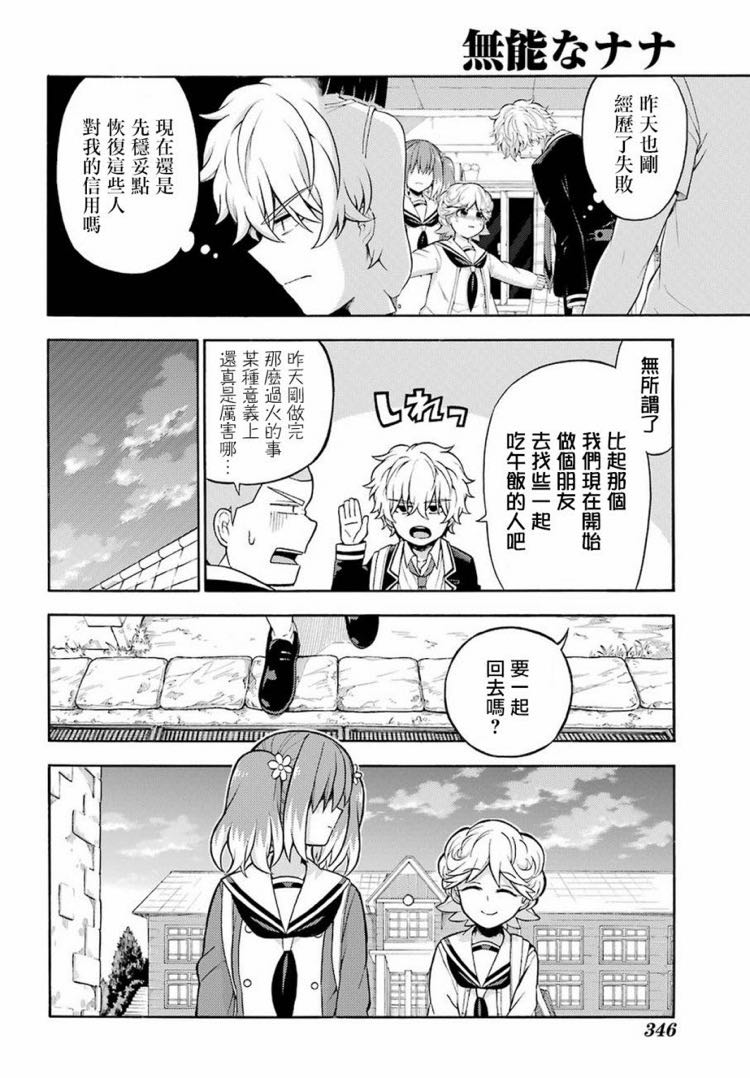 無能なナナ
昨天也剛
經歷了失敗
現在還是
先穩妥點
恢復這些人
對我的信用嗎
無所謂了
比起那個
我們現在開始
做個朋友
去找些一起
吃午飯的人吧
しれっ
昨天剛做完
那麼過火的事
某種意義上
還真是厲害哪…
要一起
回去嗎?
346